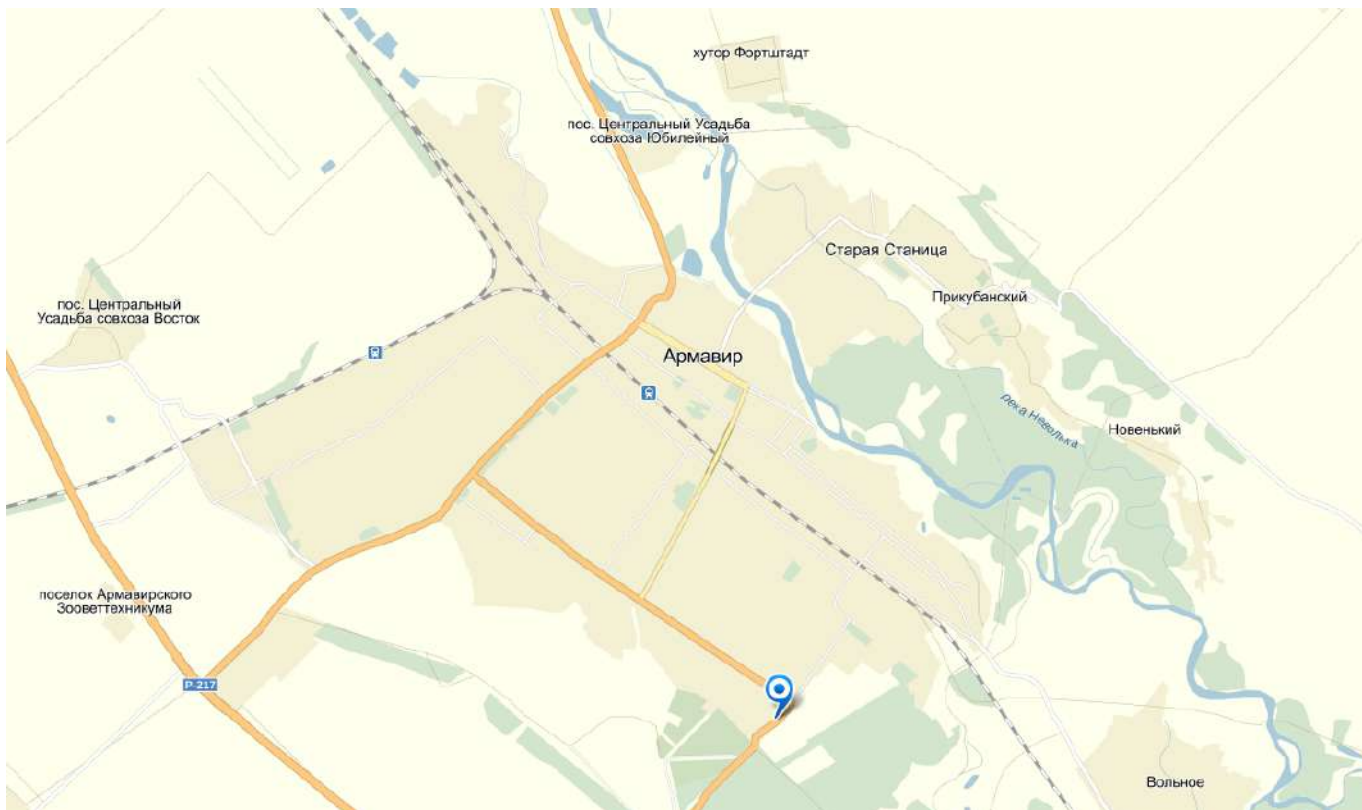 хутор Фортштадт
пос. Центральный Усадьба
совхоза Юбилейный
Старая Станица
пос. Центральный
Усадьба совхоза Восток
Прикубанский
Армавир
река Неволька
Новенький
поселок Армавирского
Зооветтехникума
Р-217
Вольное